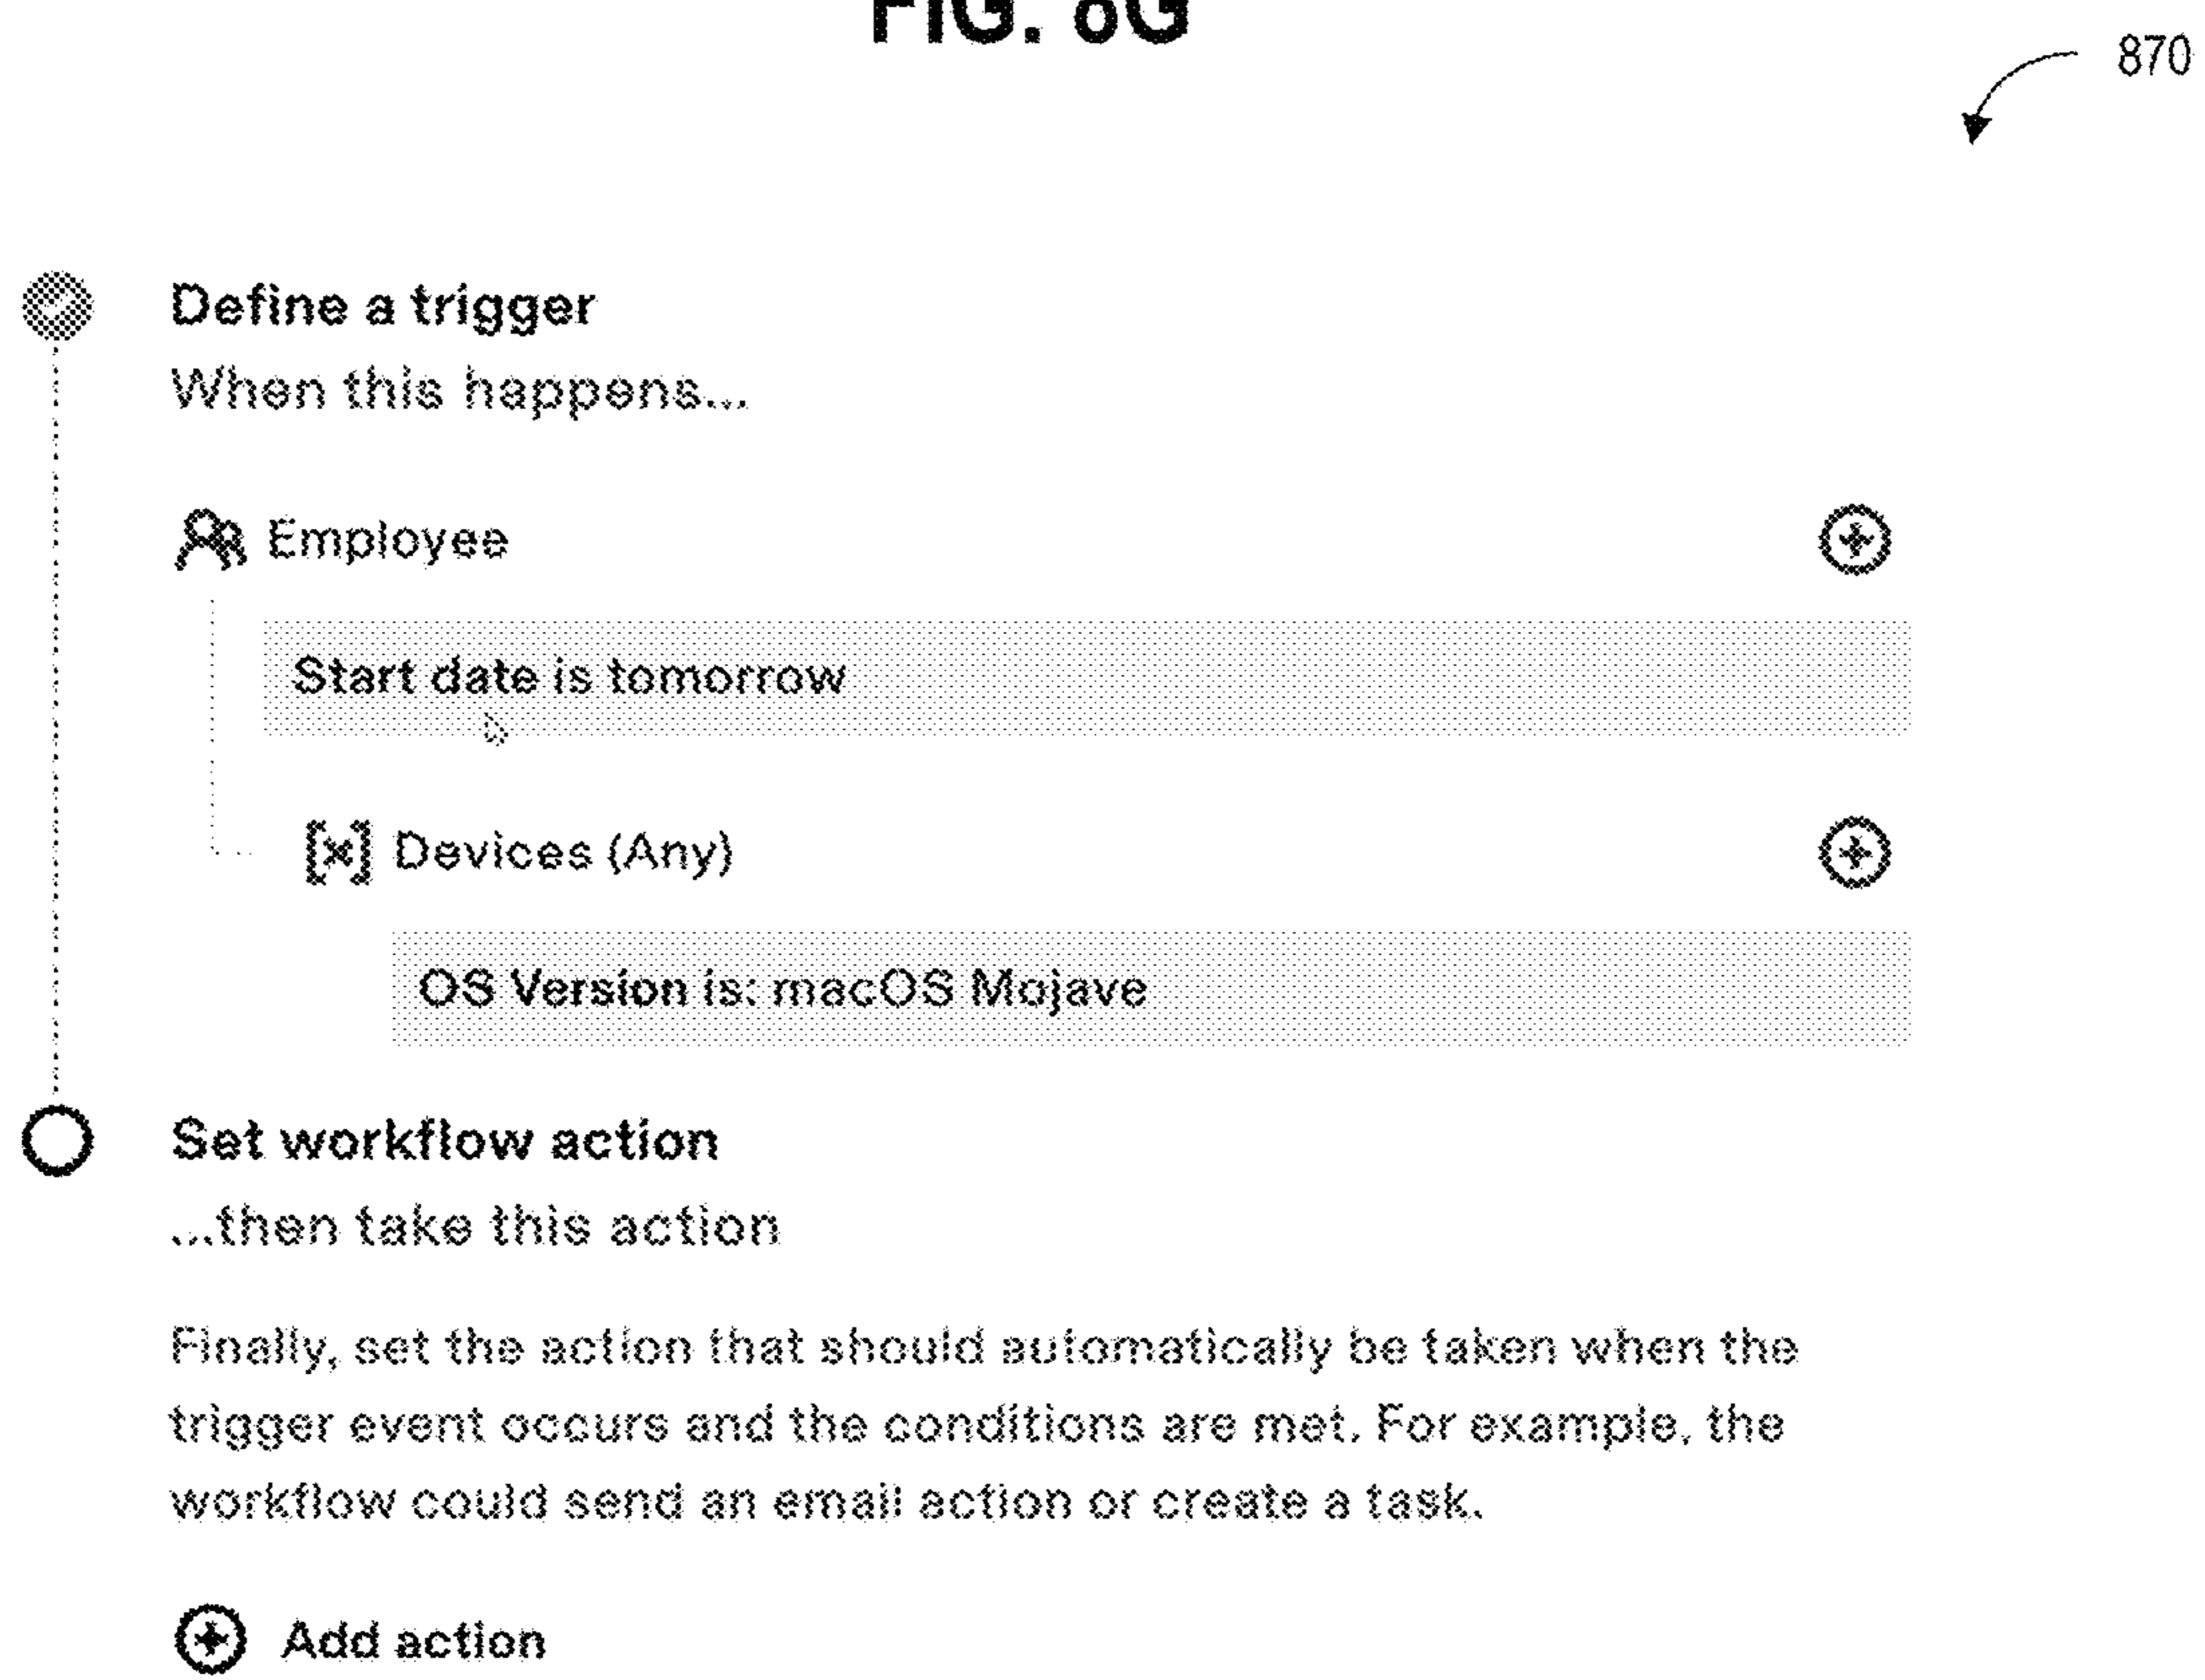 FIG. 8G
870
Define a trigger
When this happens...
Employee
Start date is tomorrow
Devices (Any)
OS Version is: macOS Mojave
Set workflow action
...then take this action
Finally, set the action that should automatically be taken when the
trigger event occurs and the conditions are met. For example, the
workflow could send an email action or create a task.
Add action